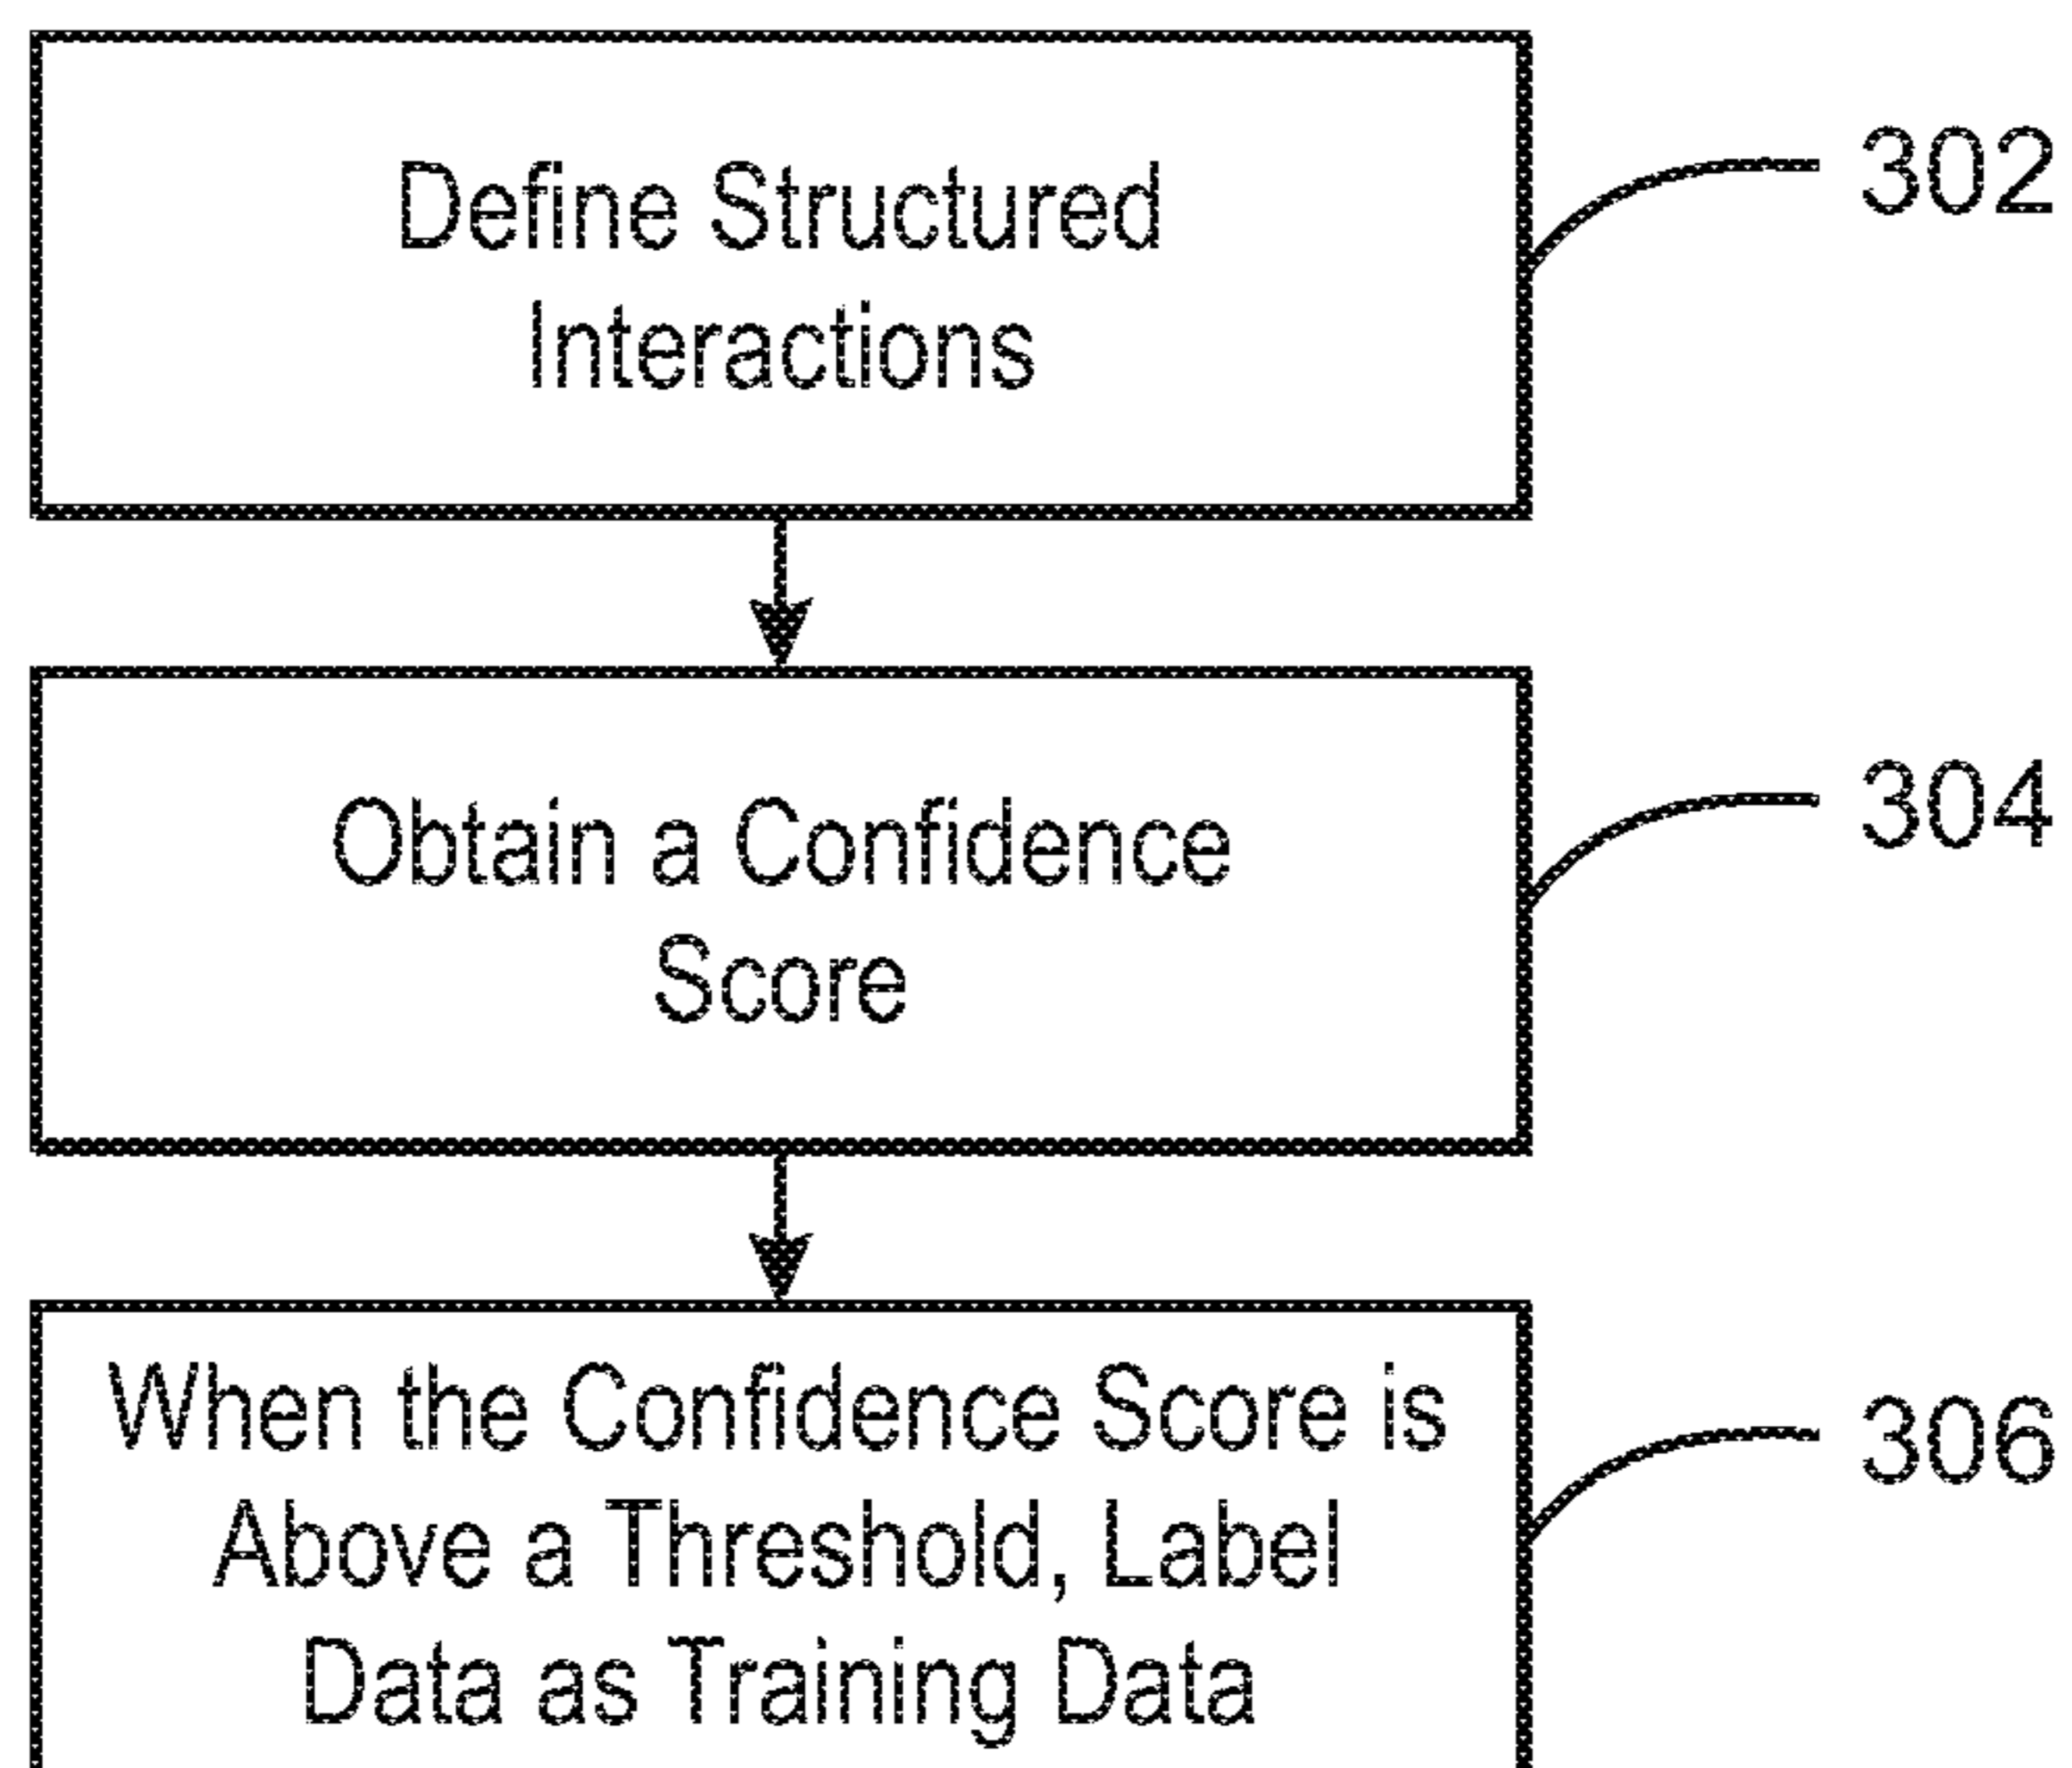 Define Structured
Interactions
302
Obtain a Confidence
Score
304
When the Confidence Score is
Above a Threshold, Label
Data as Training Data
306